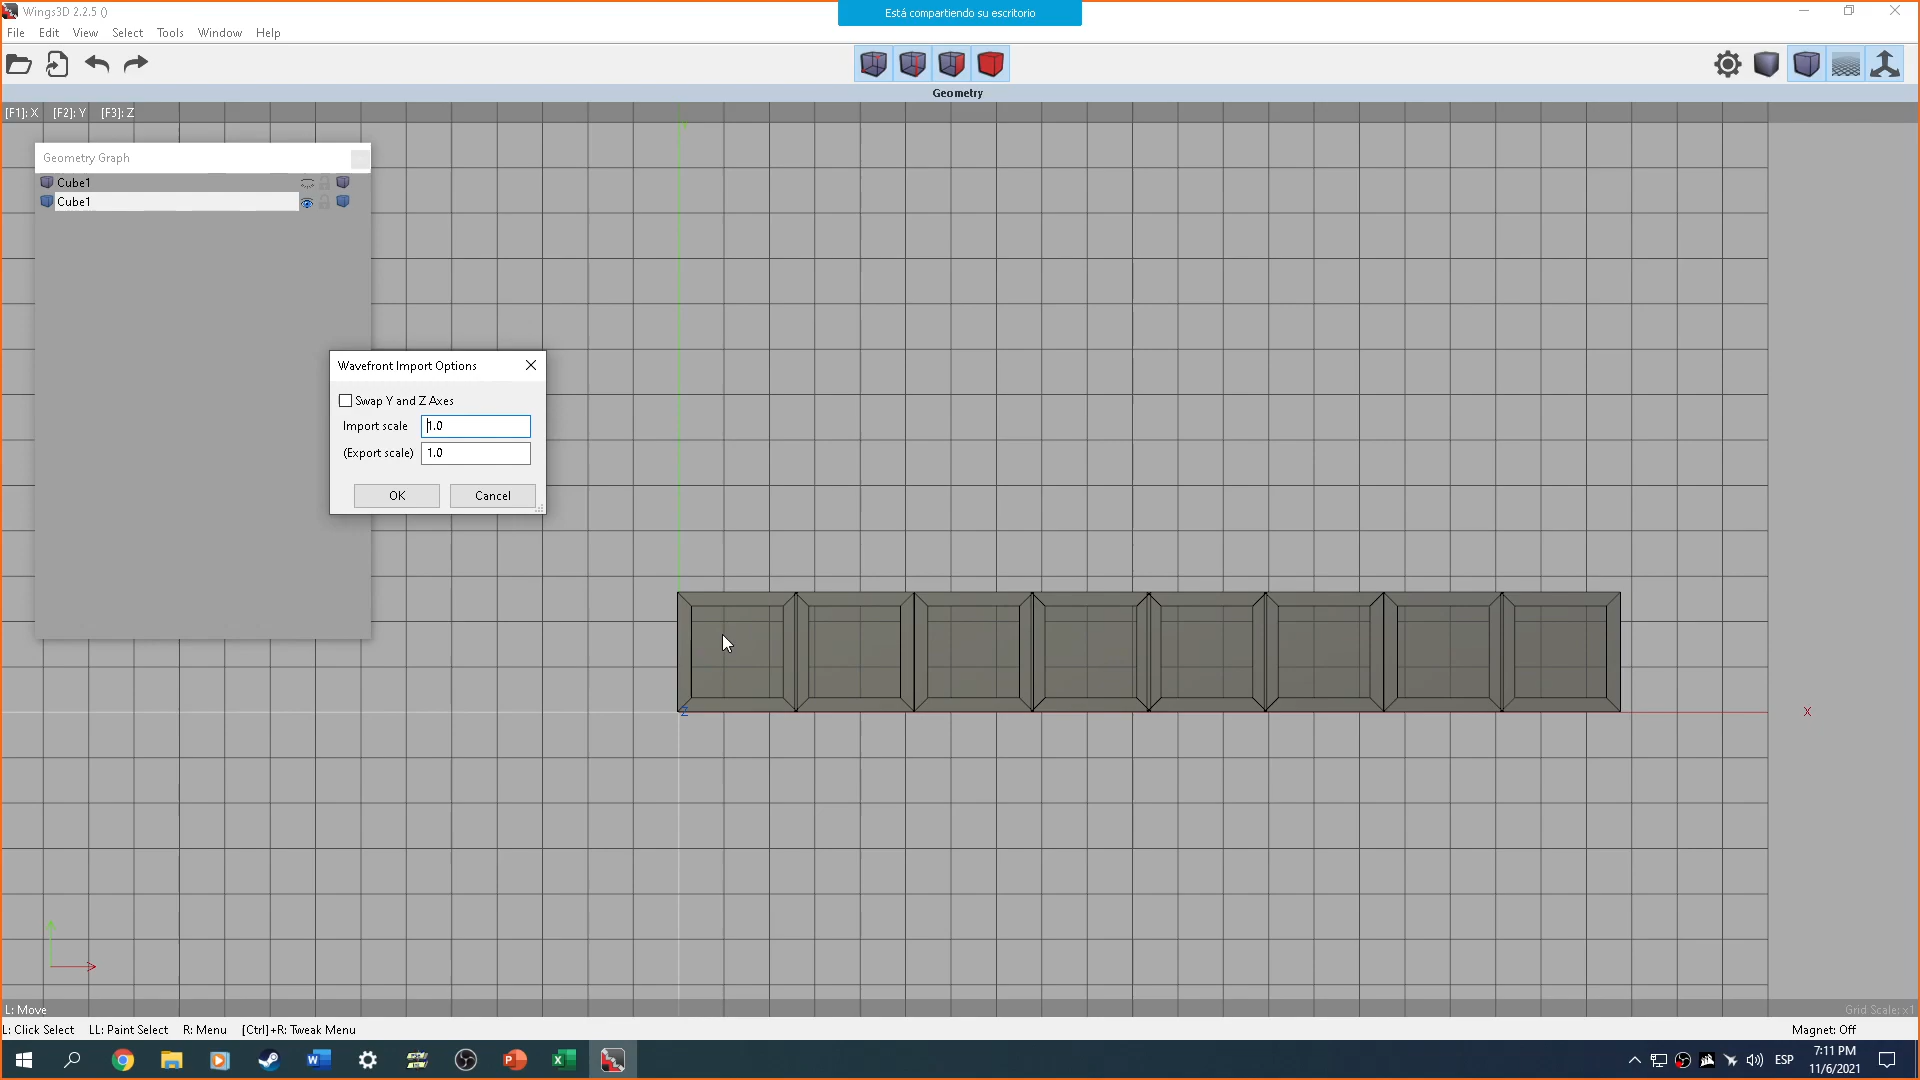 Wings3D 2.2.5 ()
Está compartiendo su escritorio
File Edit View Select Tools Window Help
Geometry
[F1]: X [F2]: Y [F3]: Z
Geometry Graph
Cube1
Cube1
Wavefront Import Options
Swap Y and Z Axes
Import scale 1.0
(Export scale) 1.0
OK Cancel
Z
X
L: Move
Grid Scale: x1
L: Click Select LL: Paint Select R: Menu [Ctrl]+R: Tweak Menu
Magnet: Off
ESP
7:11 PM
11/6/2021